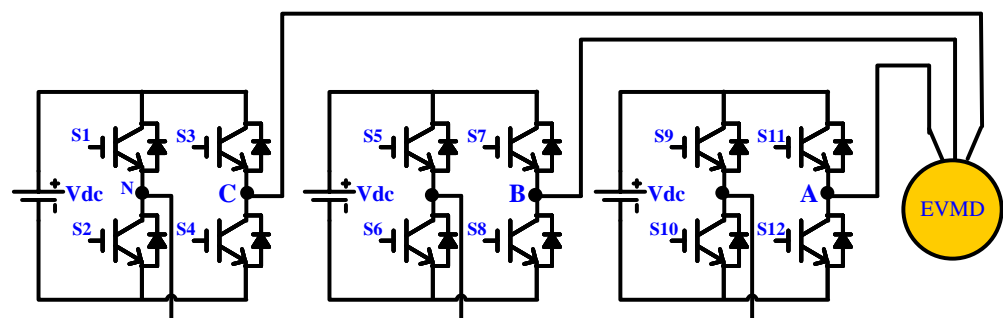 S1 S3 S5 S7 S9 S11
Vdc N C Vdc B Vdc A EVMD
S2 S4 S6 S8 S10 S12